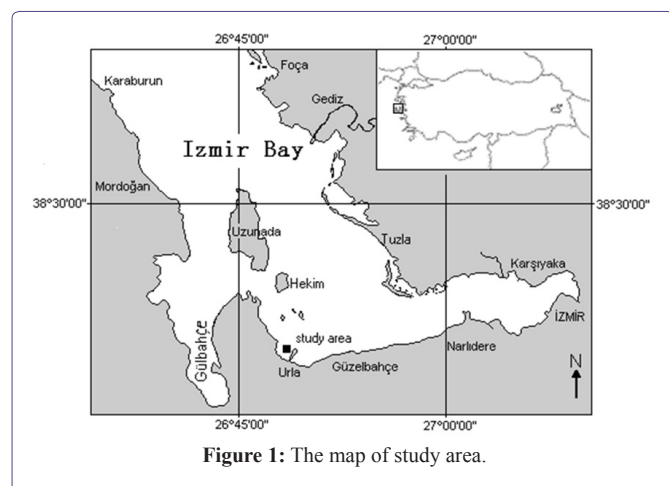 26°45'00" 27°00'00"
Foça
Karaburun
Gediz
Izmir Bay
Mordoğan
38°30'00" 38°30'00"
Uzunada
Tuzla
Karşıyaka
Hekim
İZMİR
study area
Gülbahçe
Narlıdere
Urla
Güzelbahçe
N
26°45'00" 27°00'00"
Figure 1: The map of study area.